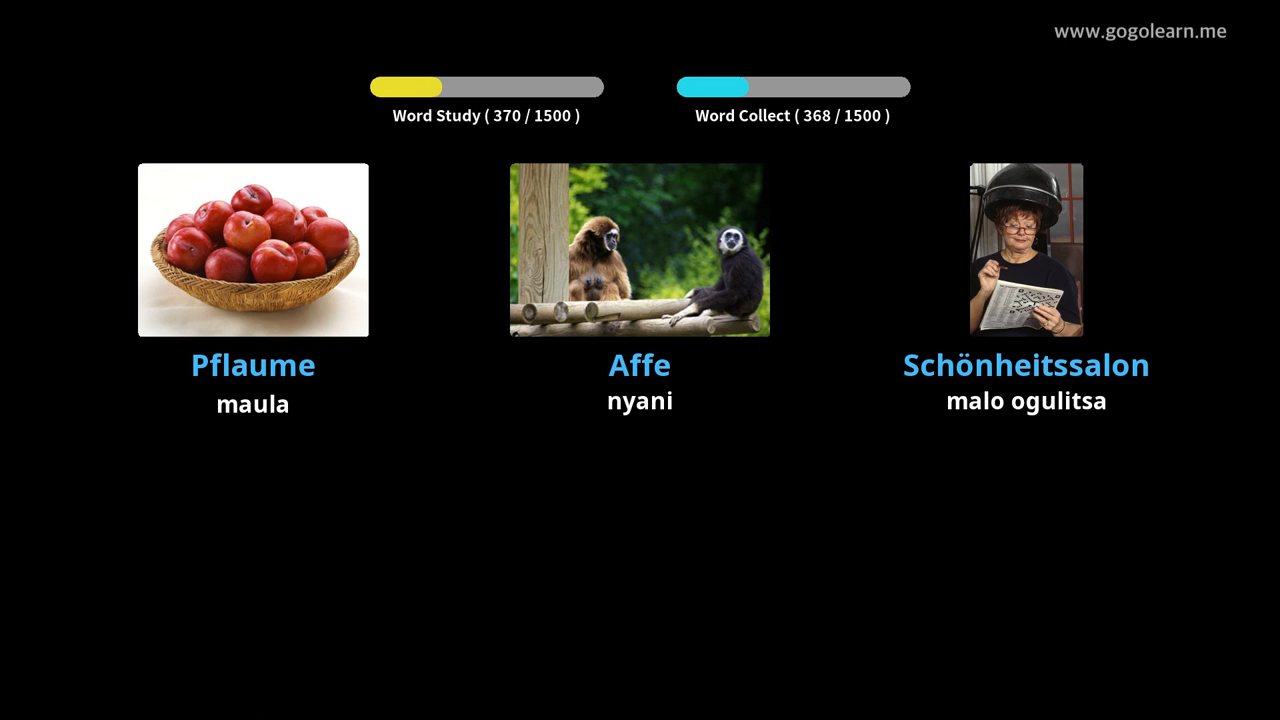 www.gogolearn.me
Word Study ( 370 / 1500 )
Word Collect ( 368 / 1500 )
Pflaume
maula
Affe
nyani
Schönheitssalon
malo ogulitsa